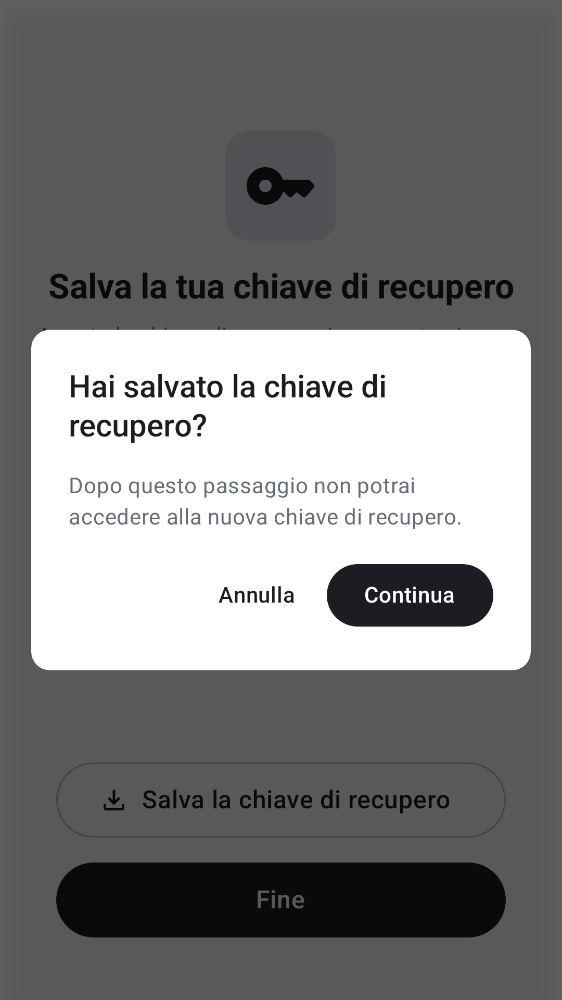 Salva la tua chiave di recupero
Hai salvato la chiave di
recupero?
Dopo questo passaggio non potrai
accedere alla nuova chiave di recupero.
Annulla
Continua
Salva la chiave di recupero
Fine